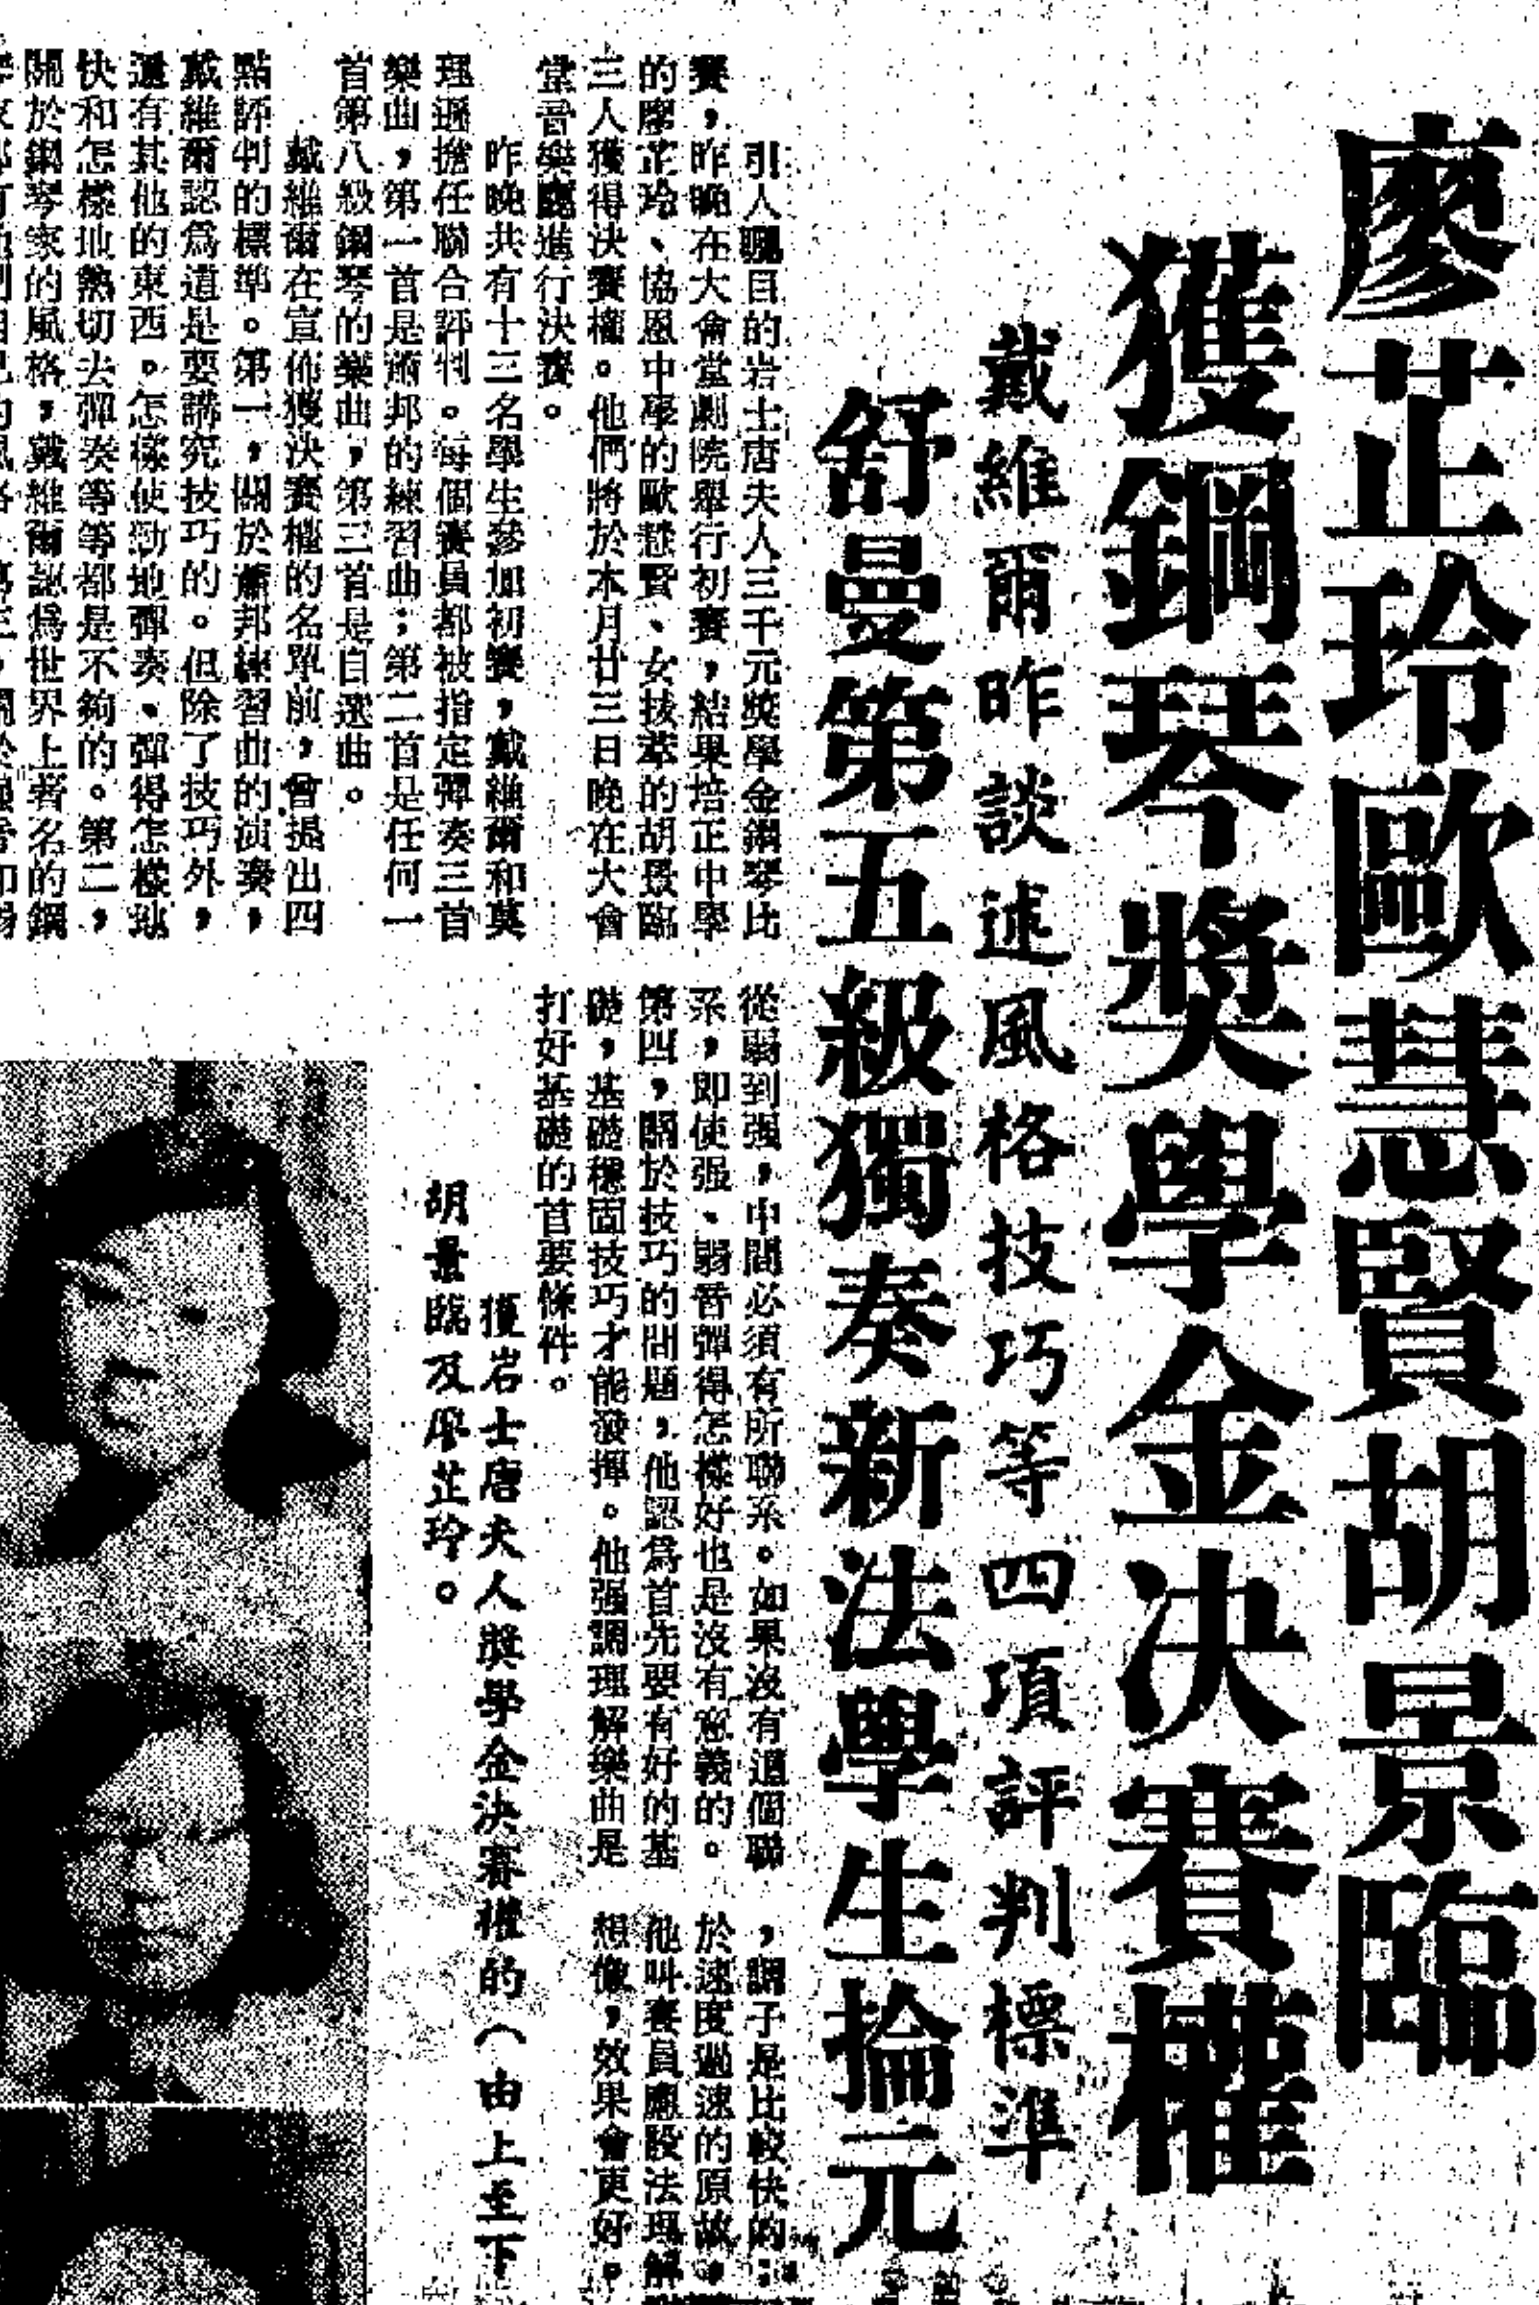 廖芷玲歐慧賢胡景臨
獲鋼琴獎學金決賽權
戴維爾昨談述風格技巧等四項評判標準
舒曼第五級獨奏新法學生掄元
引人矚目的岩士唐夫人三千元獎學金鋼琴比
賽，昨晚在大會堂劇院舉行初賽，結果培正中學
的廖芷玲、協恩中學的歐慧賢、女拔萃的胡景臨
三人獲得決賽權。他們將於本月廿三日晚在大會
堂音樂廳進行決賽。
昨晚共有十三名學生參加初賽，戴維爾和莫
理遜擔任聯合評判。每個賽員都被指定彈奏三首
樂曲，第一首是蕭邦的練習曲；第二首是任何一
首第八級鋼琴的樂曲，第三首是自選曲。
戴維爾在宣佈獲決賽權的名單前，曾提出四
點評判的標準。第一，關於蕭邦練習曲的演奏，
戴維爾認為這是要講究技巧的。但除了技巧外，
還有其他的東西。怎樣使勁地彈奏、彈得怎樣地
快和怎樣地熱切去彈奏等等都是不夠的。第二，
關於鋼琴家的風格，戴維爾認為世界上著名的鋼
從弱到强，中間必須有所聯系。如果沒有這個聯
系，即使强、弱音彈得怎樣好也是沒有意義的。
第四，關於技巧的問題，他認為首先要有好的基
礎，基礎穩固技巧才能發揮。他强調理解樂曲是
打好基礎的首要條件。
獲岩士唐夫人獎學金決賽權的（由上至下
胡景臨及廖芷玲。
，調子是比較快的；
於速度過速的原故，
他叫賽員應設法理解
想像，效果會更好。